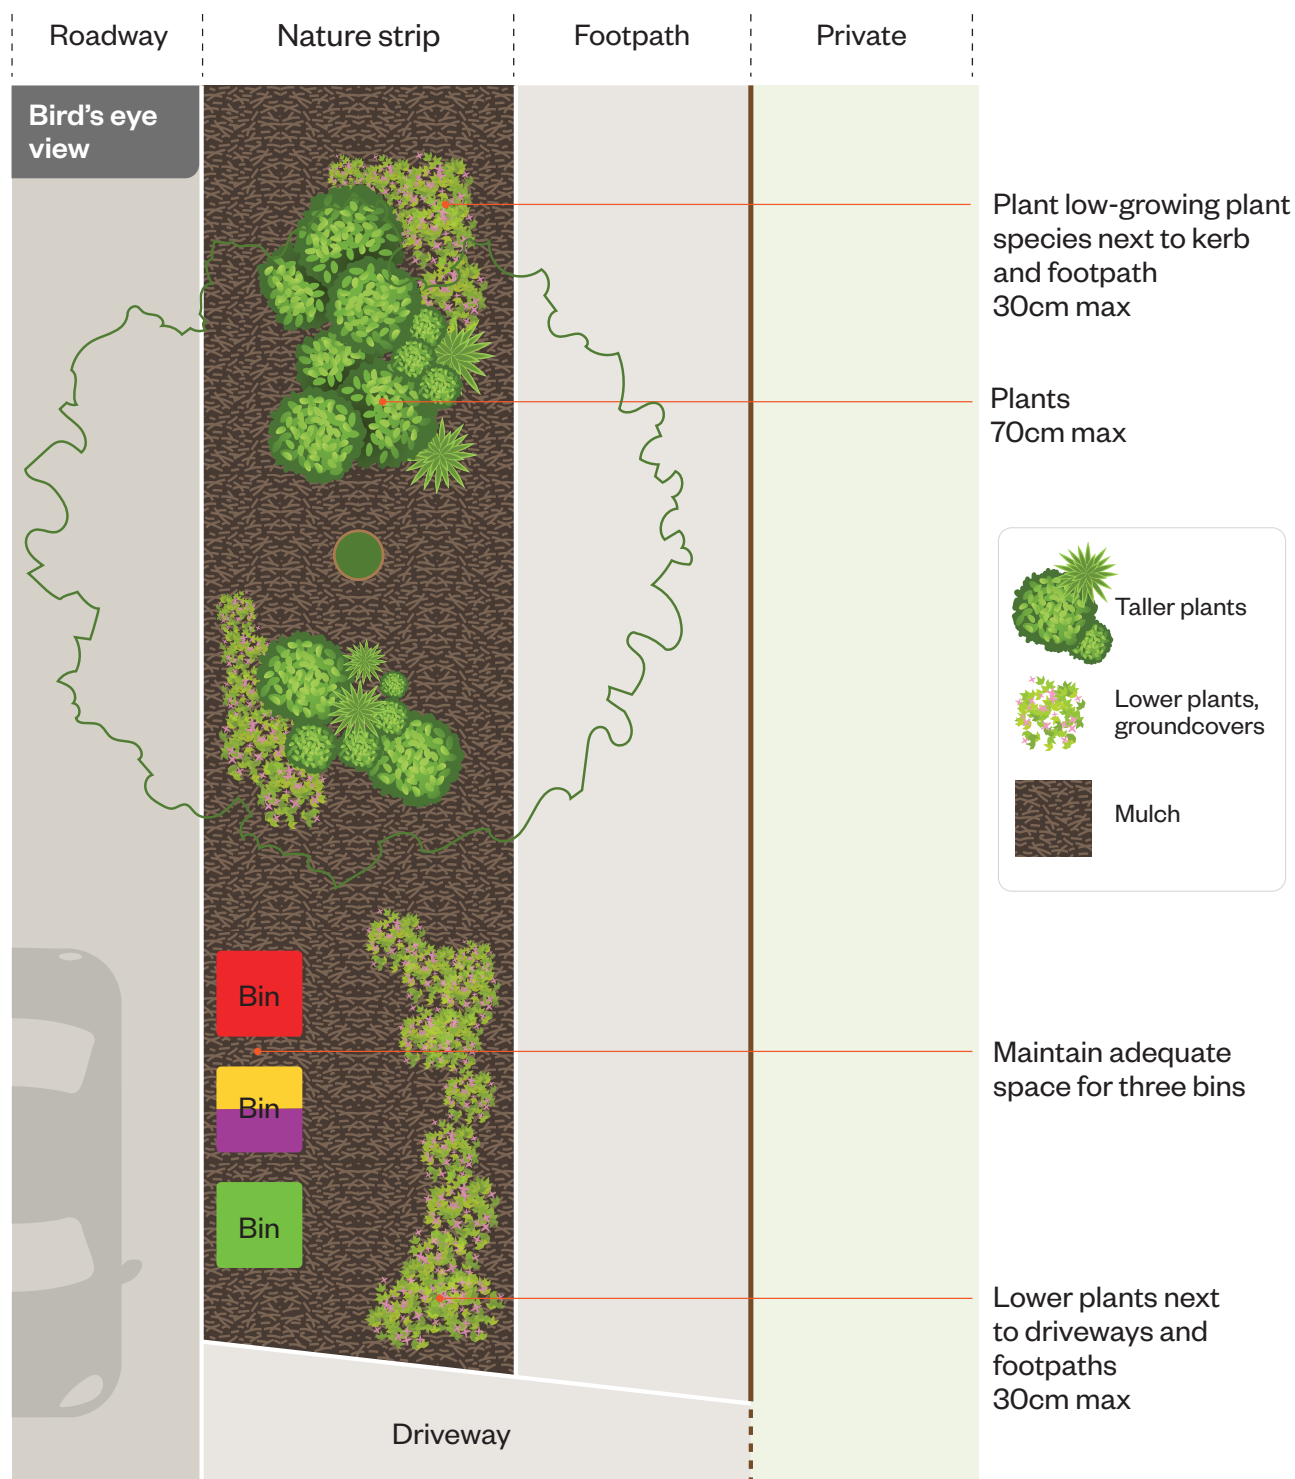 Roadway
Nature strip
Footpath
Private
Bird's eye
view
Plant low-growing plant
species next to kerb
and footpath
30cm max
Plants
70cm max
Taller plants
Lower plants,
groundcovers
Mulch
Bin
Maintain adequate
space for three bins
Bin
Bin
Lower plants next
to driveways and
footpaths
30cm max
Driveway